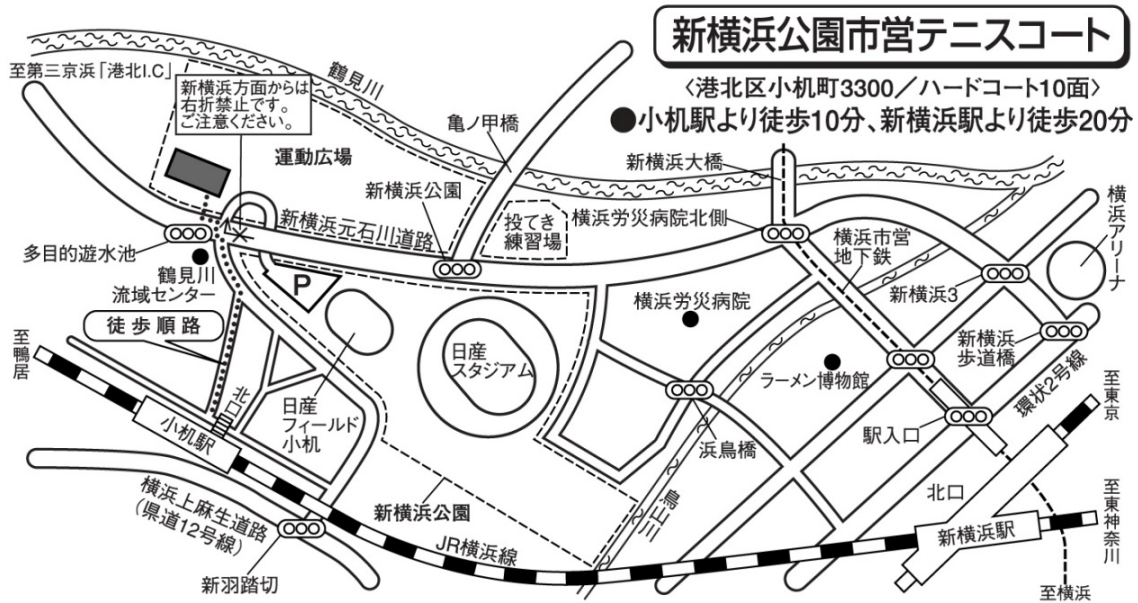 新横浜公園市営テニスコート
〈港北区小机町3300／ハードコート10面〉
●小机駅より徒歩10分、新横浜駅より徒歩20分
至第三京浜「港北I.C」
新横浜方面からは
右折禁止です。
ご注意ください。
鶴見川
亀ノ甲橋
運動広場
新横浜公園
新横浜大橋
新横浜元石川道路
投てき
練習場
横浜労災病院北側
横浜市営
地下鉄
横浜アリーナ
多目的遊水池
鶴見川
流域センター
P
新横浜3
横浜労災病院
徒歩順路
日産
スタジアム
新横浜
歩道橋
ラーメン博物館
環状2号線
至鴨居
北口
小机駅
日産
フィールド
小机
浜鳥橋
駅入口
至東京
横浜上麻生道路
(県道12号線)
新横浜公園
北口
新横浜駅
至東神奈川
JR横浜線
新羽踏切
至横浜